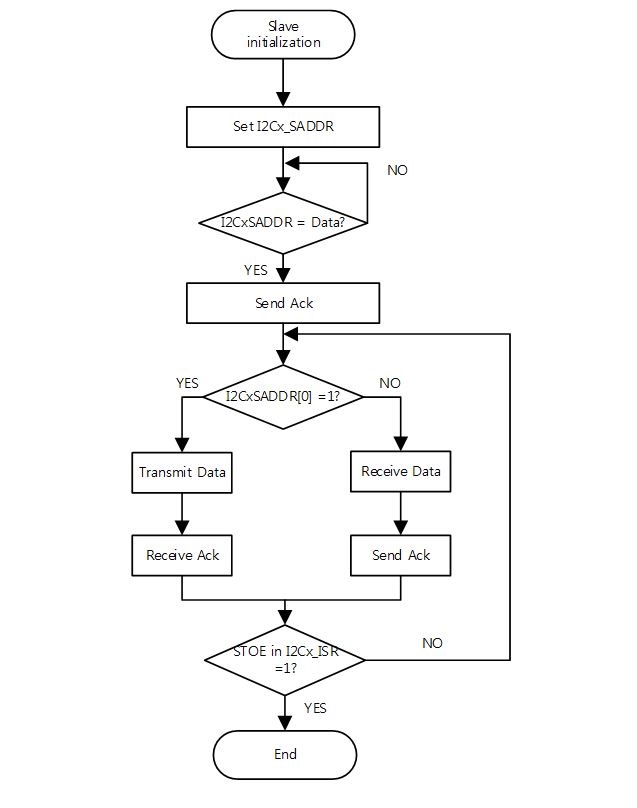 Slave
initialization
Set I2Cx_SADDR
NO
I2CxSADDR = Data?
YES
Send Ack
YES
NO
I2CxSADDR[0] =1?
Transmit Data
Receive Data
Receive Ack
Send Ack
STOE in I2Cx_ISR
=1?
NO
YES
End